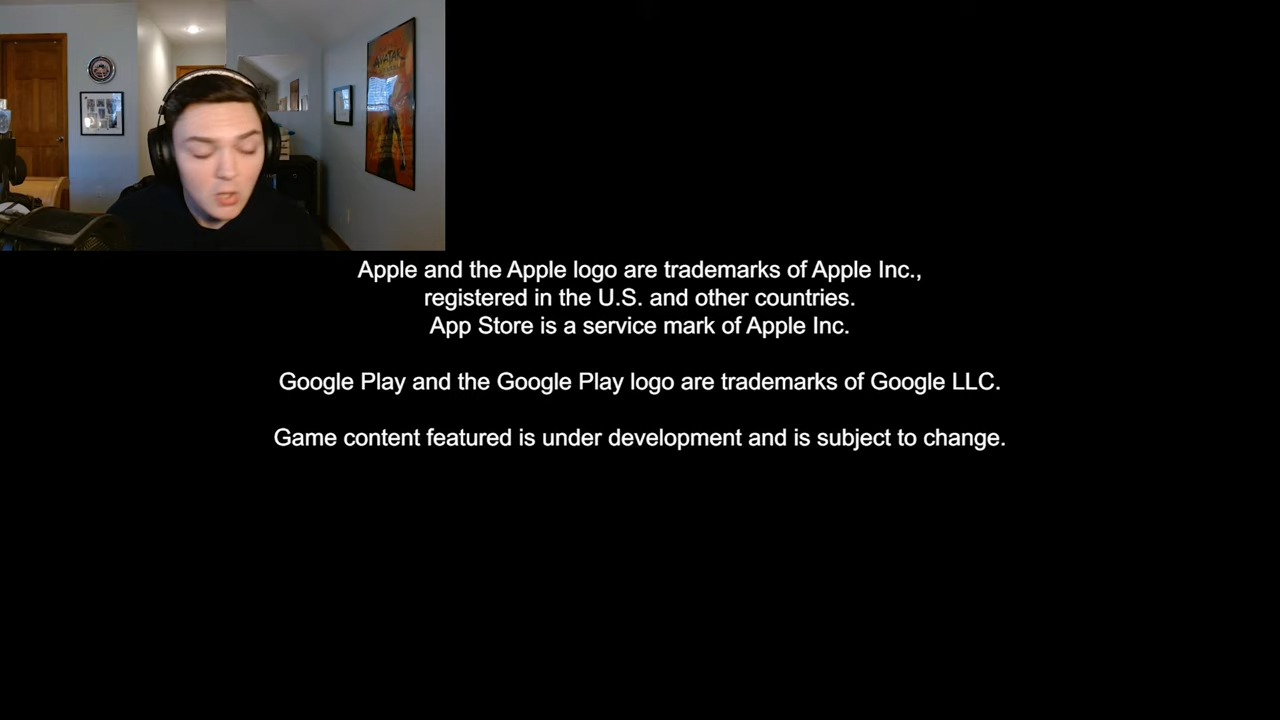 Apple and the Apple logo are trademarks of Apple Inc.,
registered in the U.S. and other countries.
App Store is a service mark of Apple Inc.
Google Play and the Google Play logo are trademarks of Google LLC.
Game content featured is under development and is subject to change.